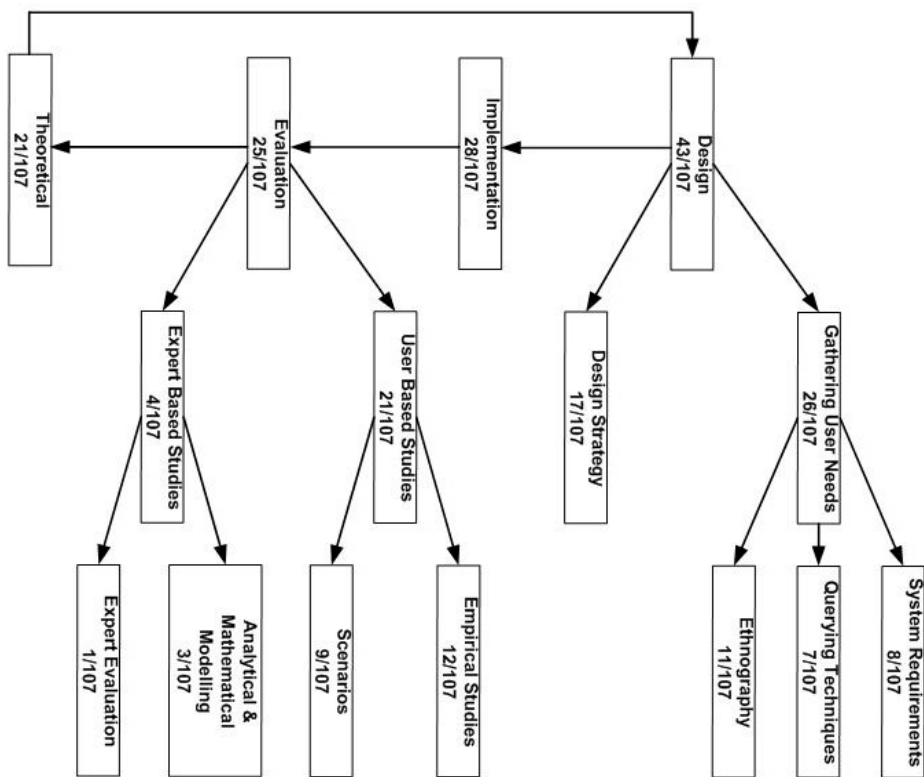 Design
43/107
Implementation
28/107
Evaluation
25/107
Theoretical
21/107
Gathering User Needs
26/107
Design Strategy
17/107
User Based Studies
21/107
Expert Based Studies
4/107
System Requirements
8/107
Querying Techniques
7/107
Ethnography
11/107
Empirical Studies
12/107
Scenarios
9/107
Analytical &
Mathematical
Modelling
3/107
Expert Evaluation
1/107